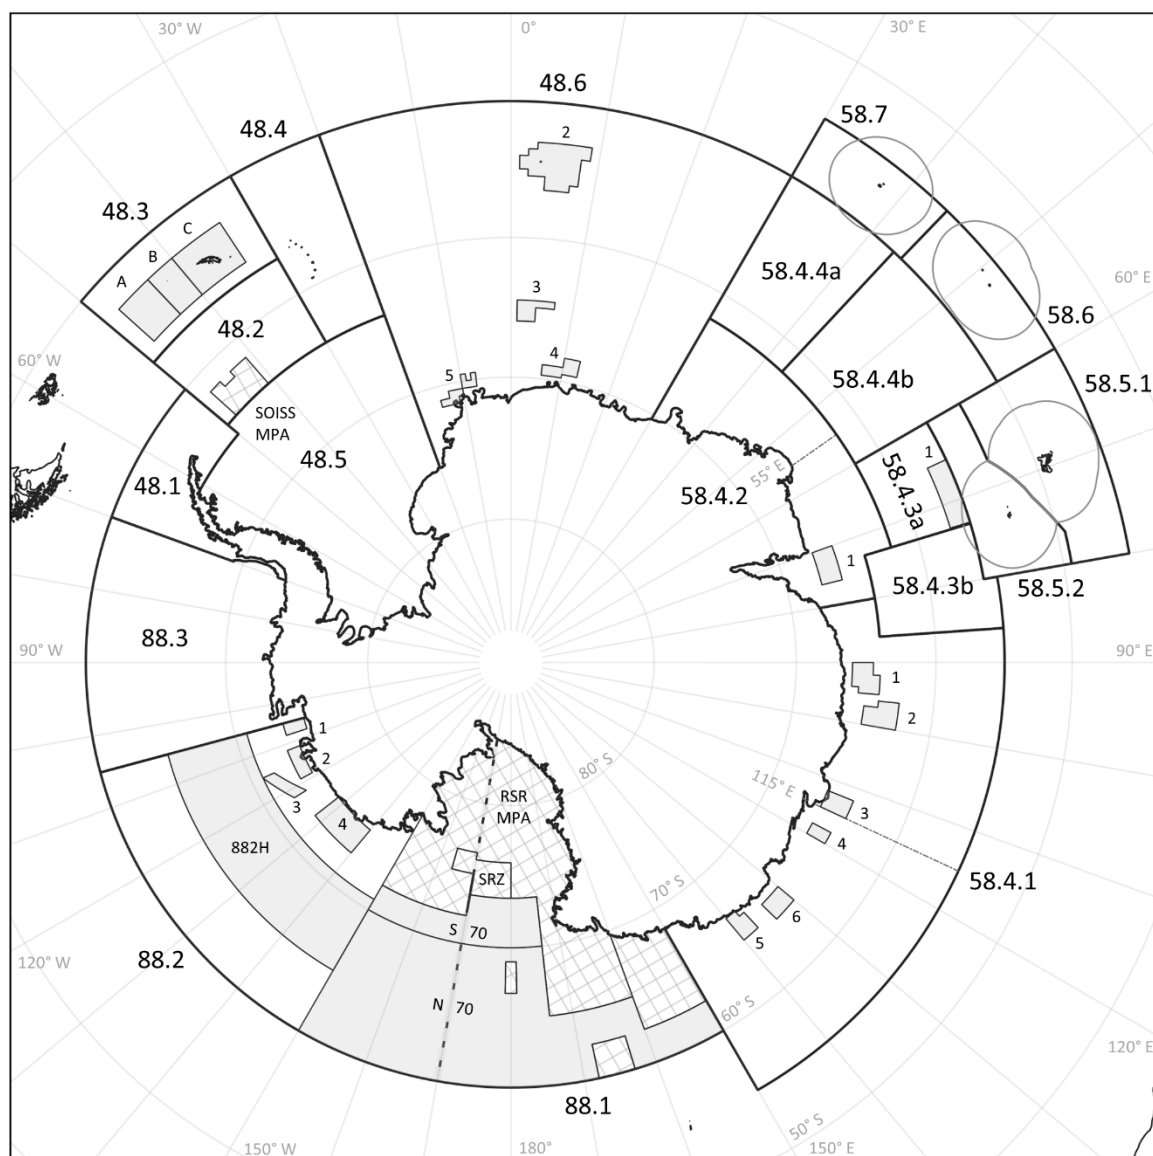 30° W
0°
30° E
48.6
58.7
48.4
2
48.3
C
B
A
58.4.4a
60° E
3
58.6
48.2
60° W
4
5
58.4.4b
58.5.1
SOISS
MPA
48.5
1
55° E
58.4.3a
48.1
58.4.2
1
58.4.3b
58.5.2
88.3
90° W
90° E
1
2
1
2
3
4
80° S
115° E
RSR
MPA
3
4
882H
SRZ
58.4.1
70° S
6
5
S 70
88.2
120° W
N 70
60° S
120° E
88.1
50° S
150° W
180°
150° E